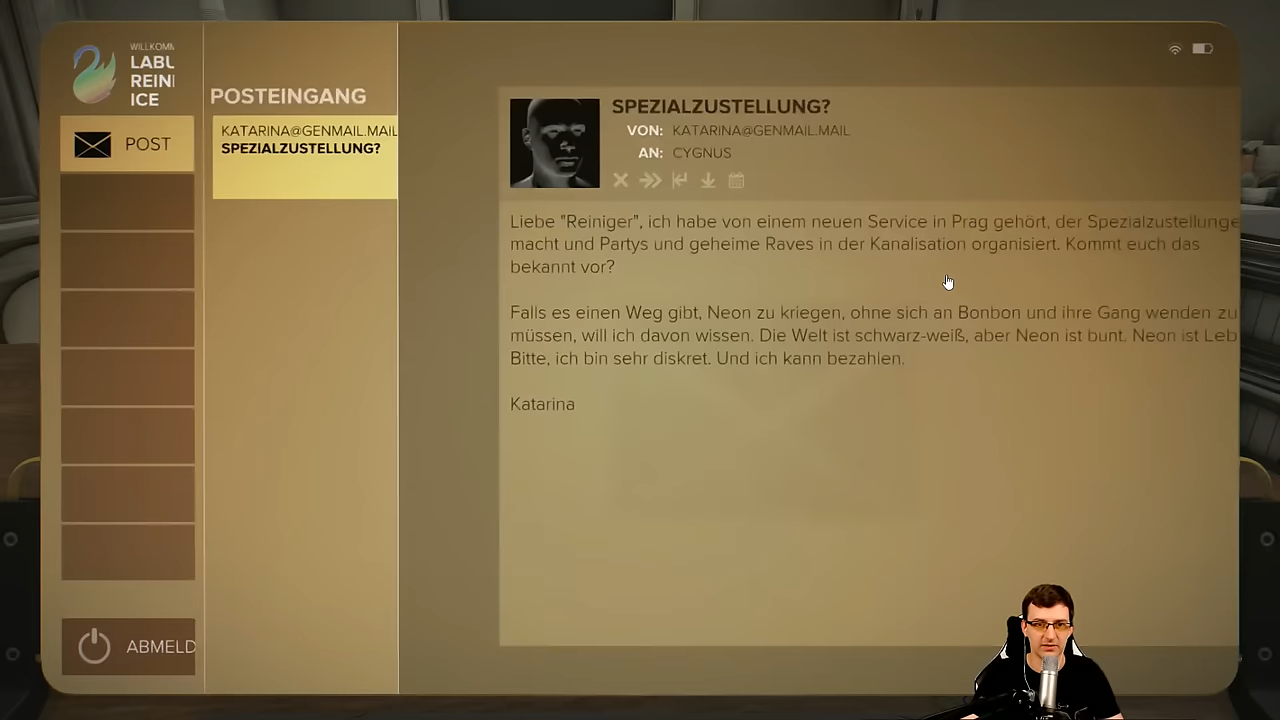 WILLKOMM
LABU
REINI
ICE
POST
ABMELD
POSTEINGANG
KATARINA@GENMAIL.MAIL
SPEZIALZUSTELLUNG?
SPEZIALZUSTELLUNG?
VON: KATARINA@GENMAIL.MAIL
AN: CYGNUS
Liebe "Reiniger", ich habe von einem neuen Service in Prag gehört, der Spezialzustellunge
macht und Partys und geheime Raves in der Kanalisation organisiert. Kommt euch das
bekannt vor?
Falls es einen Weg gibt, Neon zu kriegen, ohne sich an Bonbon und ihre Gang wenden zu
müssen, will ich davon wissen. Die Welt ist schwarz-weiß, aber Neon ist bunt. Neon ist Leb
Bitte, ich bin sehr diskret. Und ich kann bezahlen.
Katarina